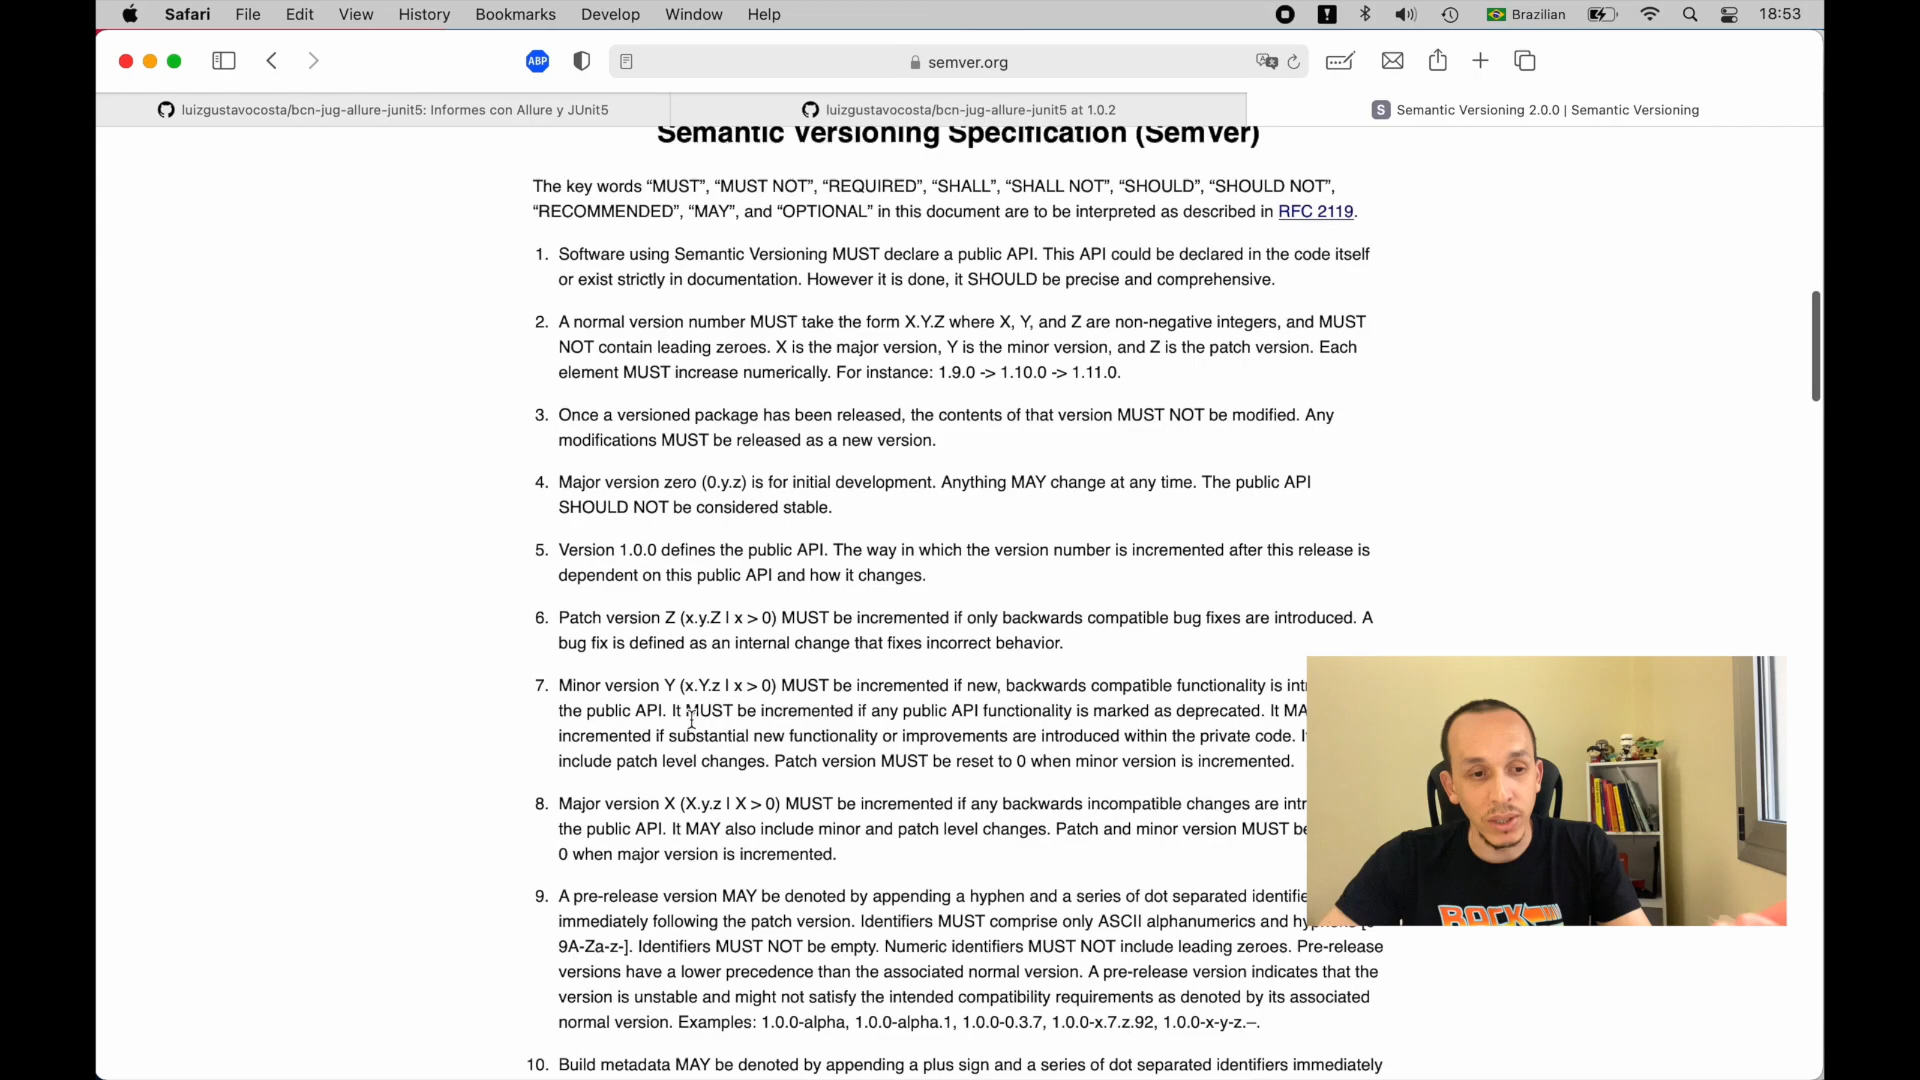 Safari File Edit View History Bookmarks Develop Window Help Brazilian 18:53
ABP semver.org
luizgustavocosta/bcn-jug-allure-junit5: Informes con Allure y JUnit5
luizgustavocosta/bcn-jug-allure-junit5 at 1.0.2
S Semantic Versioning 2.0.0 | Semantic Versioning
Semantic Versioning Specification (SemVer)
The key words “MUST”, “MUST NOT”, “REQUIRED”, “SHALL”, “SHALL NOT”, “SHOULD”, “SHOULD NOT”,
“RECOMMENDED”, “MAY”, and “OPTIONAL” in this document are to be interpreted as described in RFC 2119.
1. Software using Semantic Versioning MUST declare a public API. This API could be declared in the code itself
or exist strictly in documentation. However it is done, it SHOULD be precise and comprehensive.
2. A normal version number MUST take the form X.Y.Z where X, Y, and Z are non-negative integers, and MUST
NOT contain leading zeroes. X is the major version, Y is the minor version, and Z is the patch version. Each
element MUST increase numerically. For instance: 1.9.0 -> 1.10.0 -> 1.11.0.
3. Once a versioned package has been released, the contents of that version MUST NOT be modified. Any
modifications MUST be released as a new version.
4. Major version zero (0.y.z) is for initial development. Anything MAY change at any time. The public API
SHOULD NOT be considered stable.
5. Version 1.0.0 defines the public API. The way in which the version number is incremented after this release is
dependent on this public API and how it changes.
6. Patch version Z (x.y.Z | x > 0) MUST be incremented if only backwards compatible bug fixes are introduced. A
bug fix is defined as an internal change that fixes incorrect behavior.
7. Minor version Y (x.Y.z | x > 0) MUST be incremented if new, backwards compatible functionality is
the public API. It MUST be incremented if any public API functionality is marked as deprecated. It
incremented if substantial new functionality or improvements are introduced within the private code.
include patch level changes. Patch version MUST be reset to 0 when minor version is incremented.
8. Major version X (X.y.z | X > 0) MUST be incremented if any backwards incompatible changes are
the public API. It MAY also include minor and patch level changes. Patch and minor version MUST
0 when major version is incremented.
9. A pre-release version MAY be denoted by appending a hyphen and a series of dot separated
immediately following the patch version. Identifiers MUST comprise only ASCII alphanumerics and
9A-Za-z-]. Identifiers MUST NOT be empty. Numeric identifiers MUST NOT include leading zeroes. Pre-release
versions have a lower precedence than the associated normal version. A pre-release version indicates that the
version is unstable and might not satisfy the intended compatibility requirements as denoted by its associated
normal version. Examples: 1.0.0-alpha, 1.0.0-alpha.1, 1.0.0-0.3.7, 1.0.0-x.7.z.92, 1.0.0-x-y-z.–.
10. Build metadata MAY be denoted by appending a plus sign and a series of dot separated identifiers immediately
ROCK